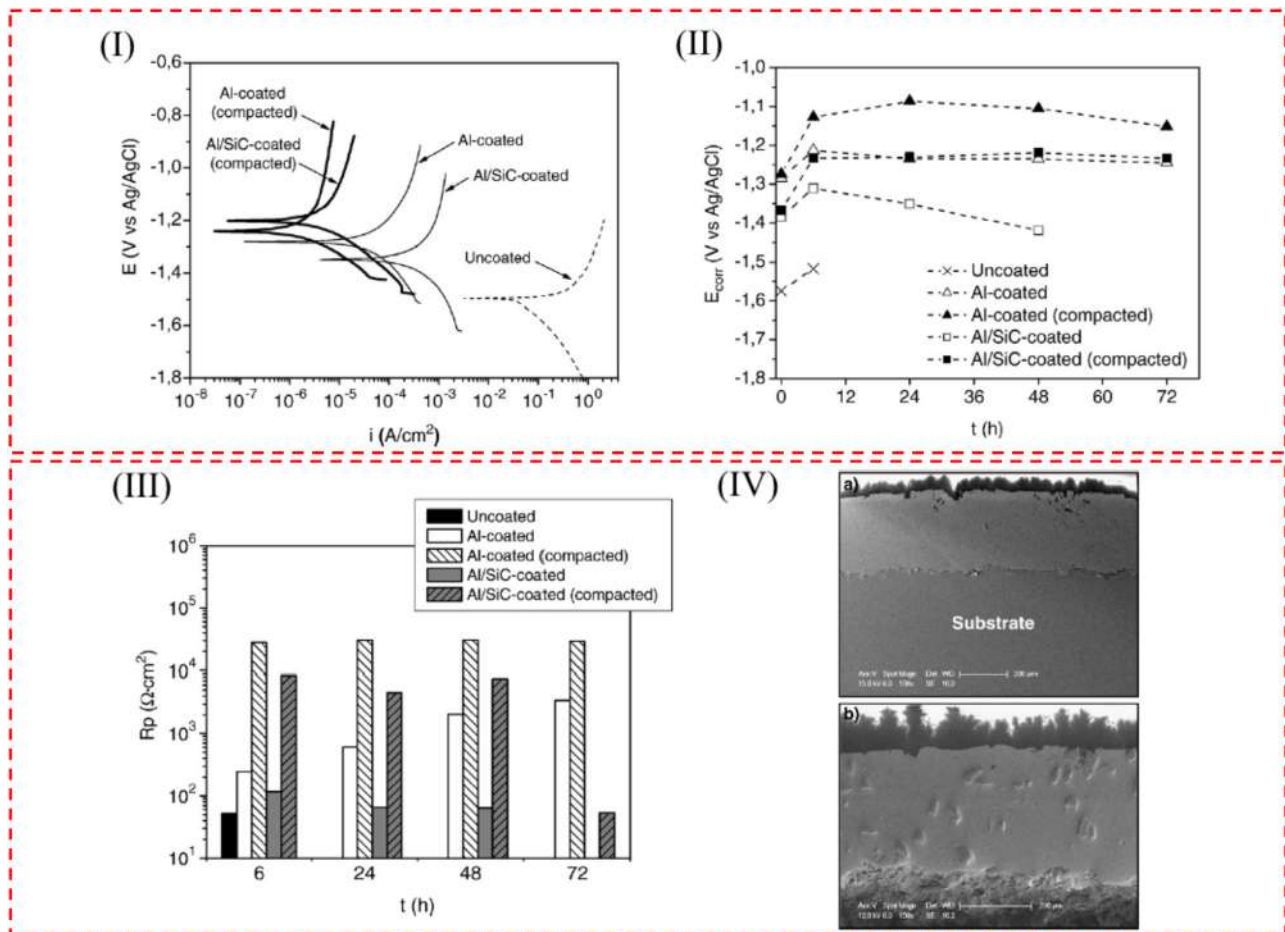 (I)
-0,6
-0,8
-1,0
-1,2
-1,4
-1,6
-1,8
E (V vs Ag/AgCl)
Al-coated
(compacted)
Al/SiC-coated
(compacted)
Al-coated
Al/SiC-coated
Uncoated
10⁻⁸ 10⁻⁷ 10⁻⁶ 10⁻⁵ 10⁻⁴ 10⁻³ 10⁻² 10⁻¹ 10⁰
i (A/cm²)
(II)
-1,0
-1,1
-1,2
-1,3
-1,4
-1,5
-1,6
-1,7
-1,8
E_corr (V vs Ag/AgCl)
Uncoated
Al-coated
Al-coated (compacted)
Al/SiC-coated
Al/SiC-coated (compacted)
0 12 24 36 48 60 72
t (h)
(III)
Uncoated
Al-coated
Al-coated (compacted)
Al/SiC-coated
Al/SiC-coated (compacted)
10⁶
10⁵
10⁴
10³
10²
10¹
Rp (Ω·cm²)
6 24 48 72
t (h)
(IV)
a)
Substrate
200 µm
b)
200 µm